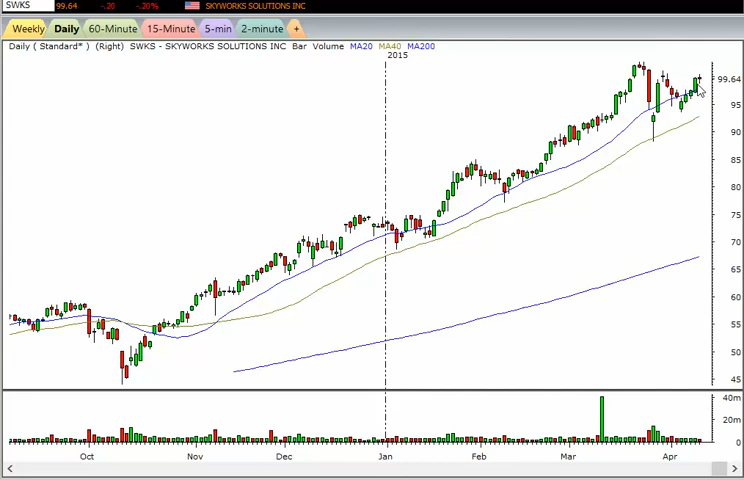 SWKS 99.64 -.20 -.20% SKYWORKS SOLUTIONS INC
Weekly Daily 60-Minute 15-Minute 5-min 2-minute +
Daily ( Standard* ) (Right) SWKS - SKYWORKS SOLUTIONS INC Bar Volume MA20 MA40 MA200
2015
99.64
95
90
85
80
75
70
65
60
55
50
45
40m
20m
0m
Oct Nov Dec Jan Feb Mar Apr